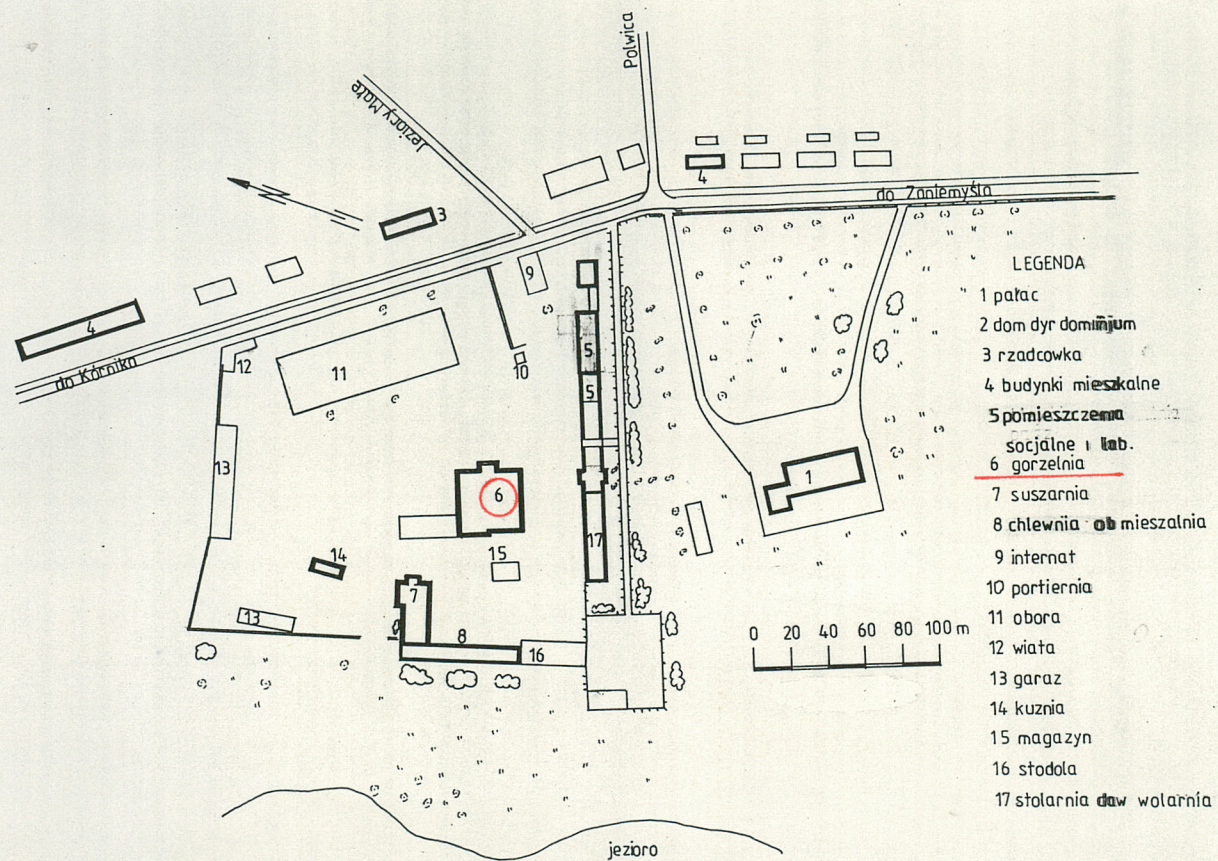 Polwica
Jeziory Małe
4
do Zaniemyśla
3
9
4
do Kórnika
12
11
10
5
5
13
6
1
17
14
15
7
13
8
16
0 20 40 60 80 100 m
jezioro
LEGENDA
1 pałac
2 dom dyr dominjum
3 rzadcowka
4 budynki mieszkalne
5 pomieszczenia
socjalne i lab.
6 gorzelnia
7 suszarnia
8 chlewnia ob mieszalnia
9 internat
10 portiernia
11 obora
12 wiata
13 garaz
14 kuznia
15 magazyn
16 stodola
17 stolarnia daw wolarnia